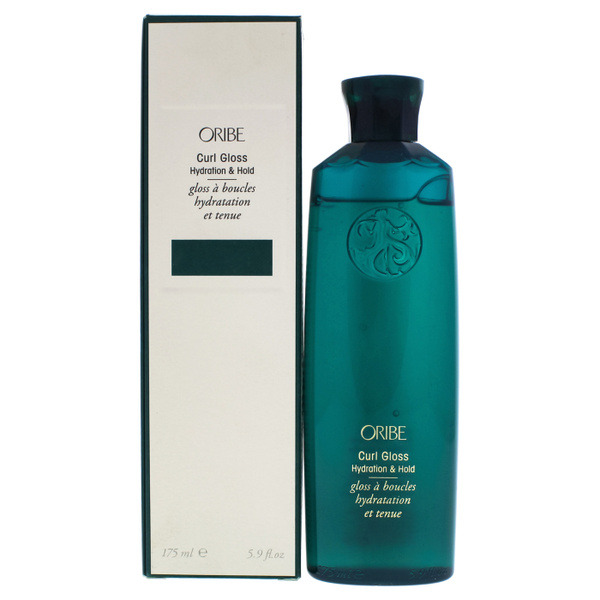 ORIBE
Curl Gloss
Hydration & Hold
gloss à boucles
hydratation
et tenue
175 ml ℮ 5.9 fl.oz
ORIBE
Curl Gloss
Hydration & Hold
gloss à boucles
hydratation
et tenue